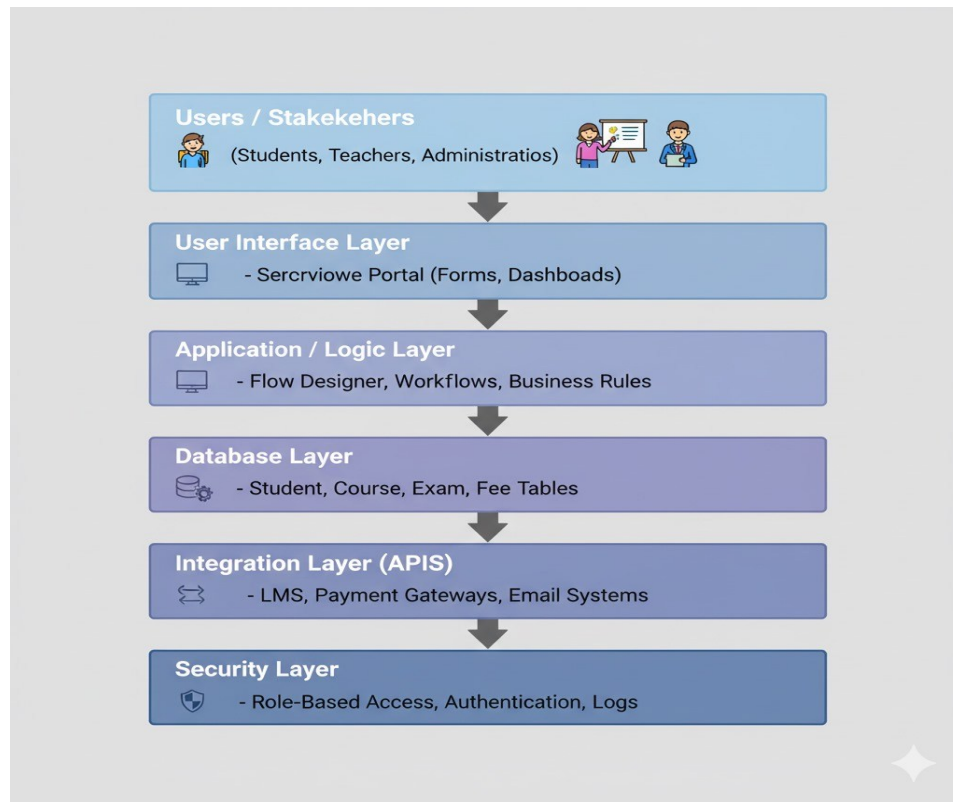 Users / Stakekehers
(Students, Teachers, Administratios)
User Interface Layer
- Sercrviowe Portal (Forms, Dashboads)
Application / Logic Layer
- Flow Designer, Workflows, Business Rules
Database Layer
- Student, Course, Exam, Fee Tables
Integration Layer (APIS)
- LMS, Payment Gateways, Email Systems
Security Layer
- Role-Based Access, Authentication, Logs